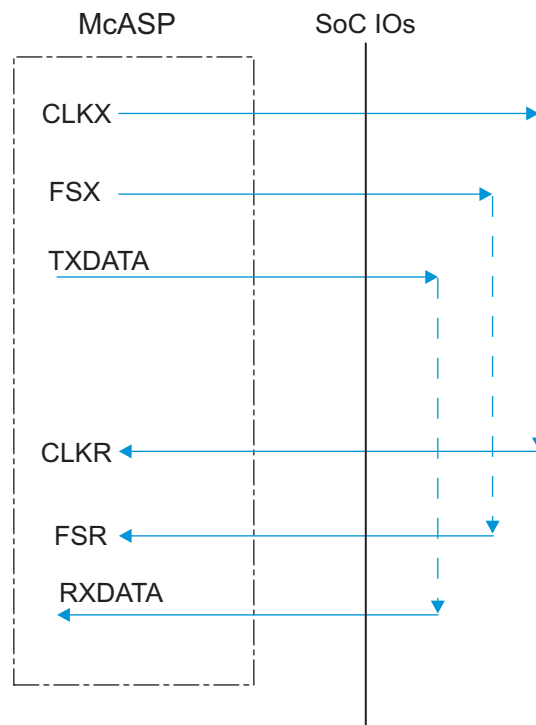 McASP
SoC IOs
CLKX
FSX
TXDATA
CLKR
FSR
RXDATA